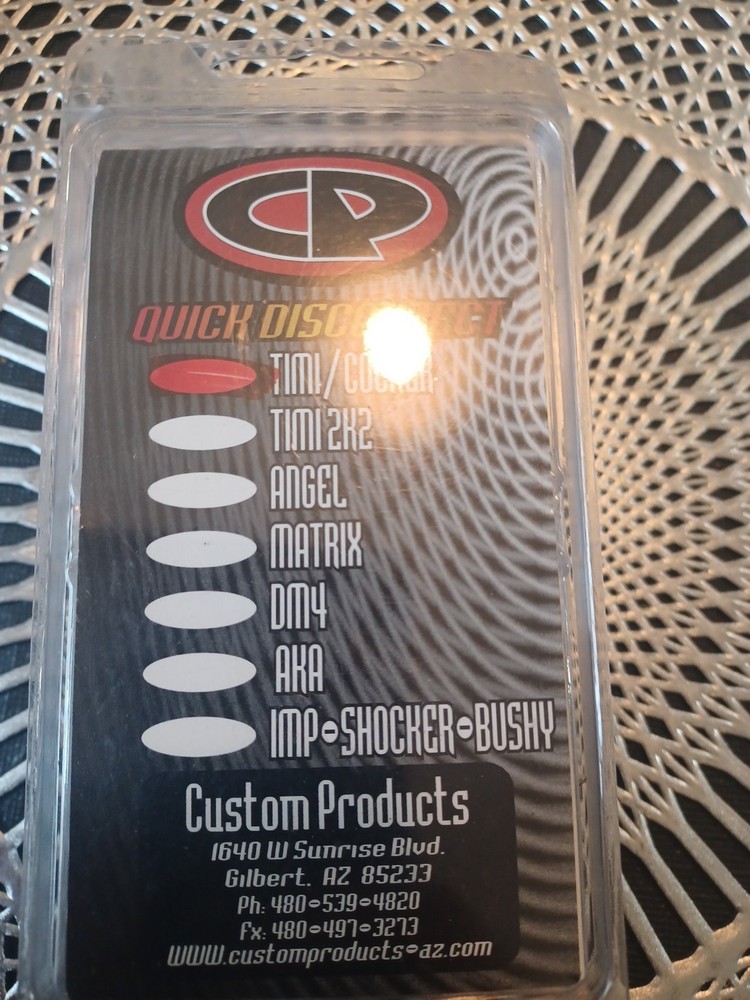 CP
QUICK
TIMI/
TIMI 2K2
ANGEL
MATRIX
DM4
AKA
IMP•SHOCKER•BUSHY
Custom Products
1640 W Sunrise Blvd.
Gilbert, AZ 85233
Ph: 480•539•4820
Fx: 480•497•3273
www.customproducts•az.com